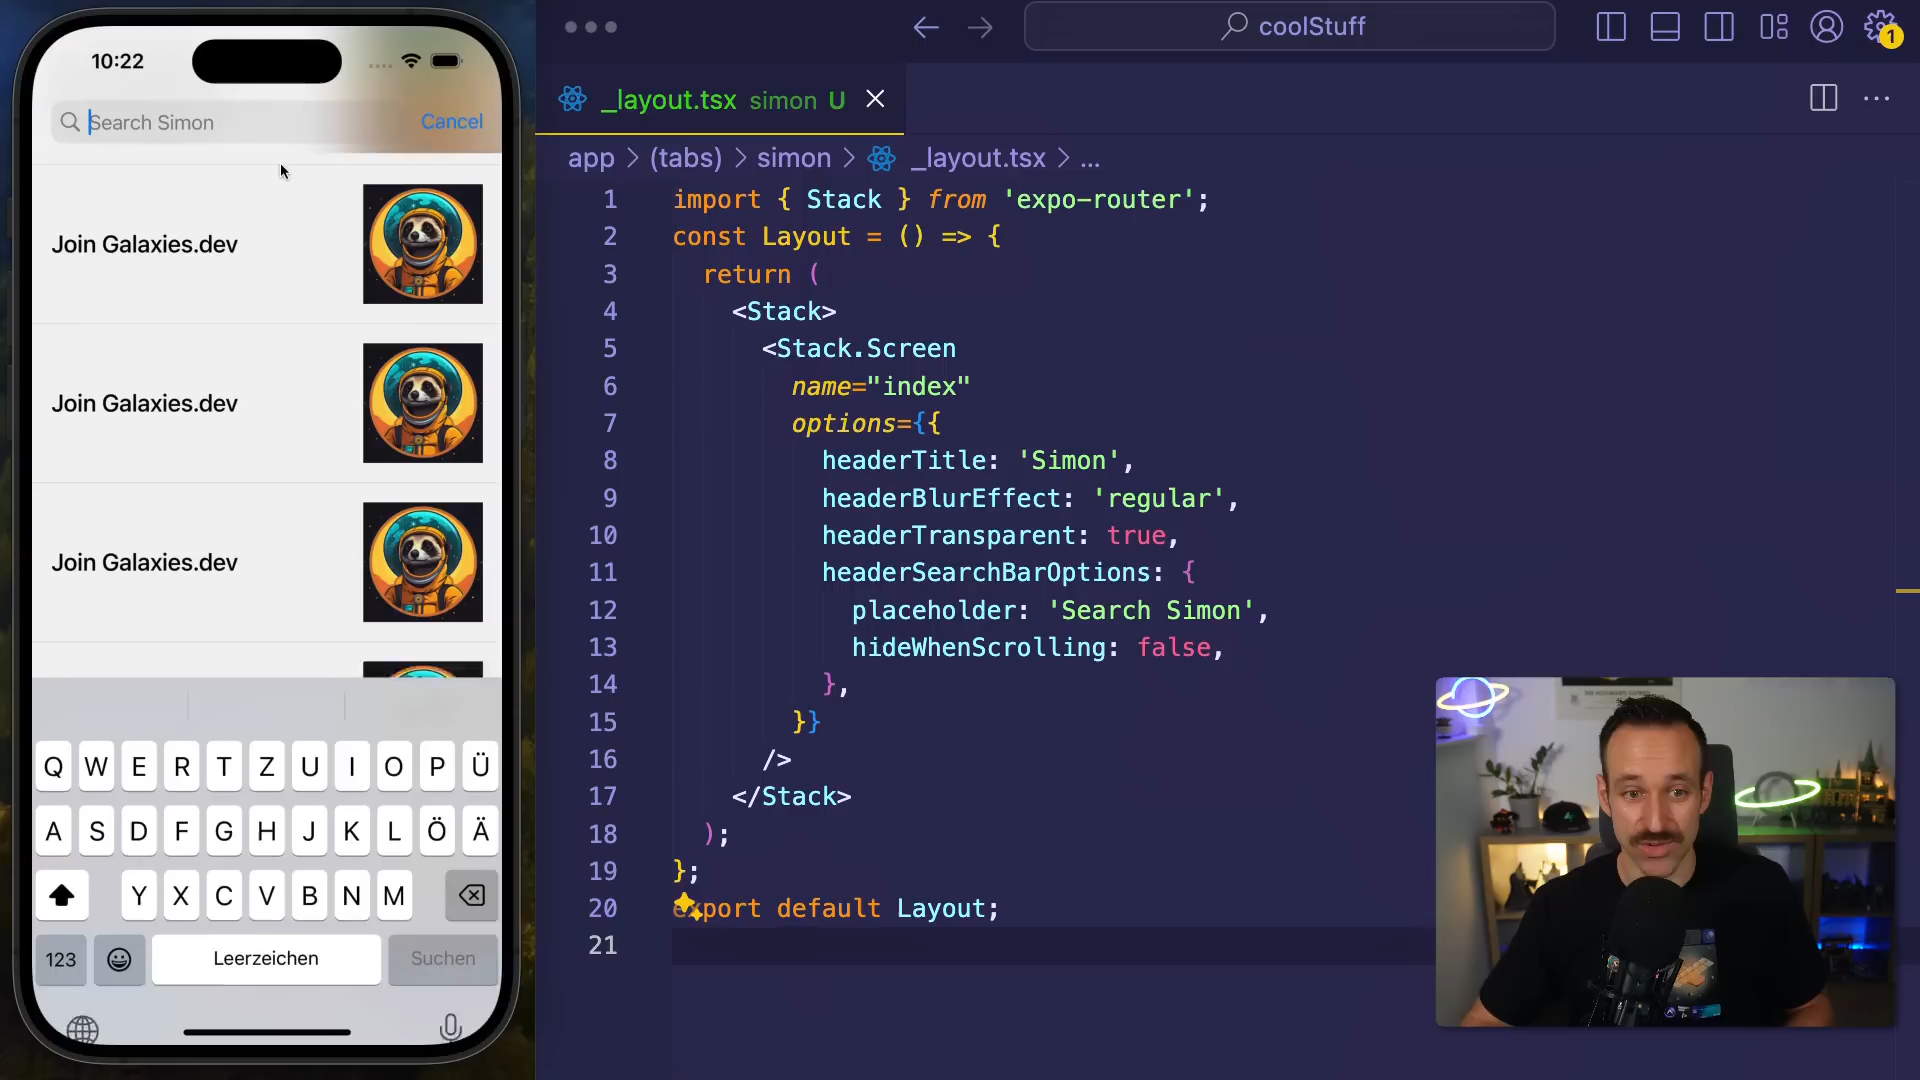 10:22
Search Simon
Cancel
Join Galaxies.dev
Join Galaxies.dev
Join Galaxies.dev
Q W E R T Z U I O P Ü
A S D F G H J K L Ö Ä
Y X C V B N M
123
Leerzeichen
Suchen
coolStuff
1
_layout.tsx simon U
app > (tabs) > simon > _layout.tsx > ...
1 import { Stack } from 'expo-router';
2 const Layout = () => {
3 return (
4 <Stack>
5 <Stack.Screen
6 name="index"
7 options={{
8 headerTitle: 'Simon',
9 headerBlurEffect: 'regular',
10 headerTransparent: true,
11 headerSearchBarOptions: {
12 placeholder: 'Search Simon',
13 hideWhenScrolling: false,
14 },
15 }}
16 />
17 </Stack>
18 );
19 };
20 export default Layout;
21